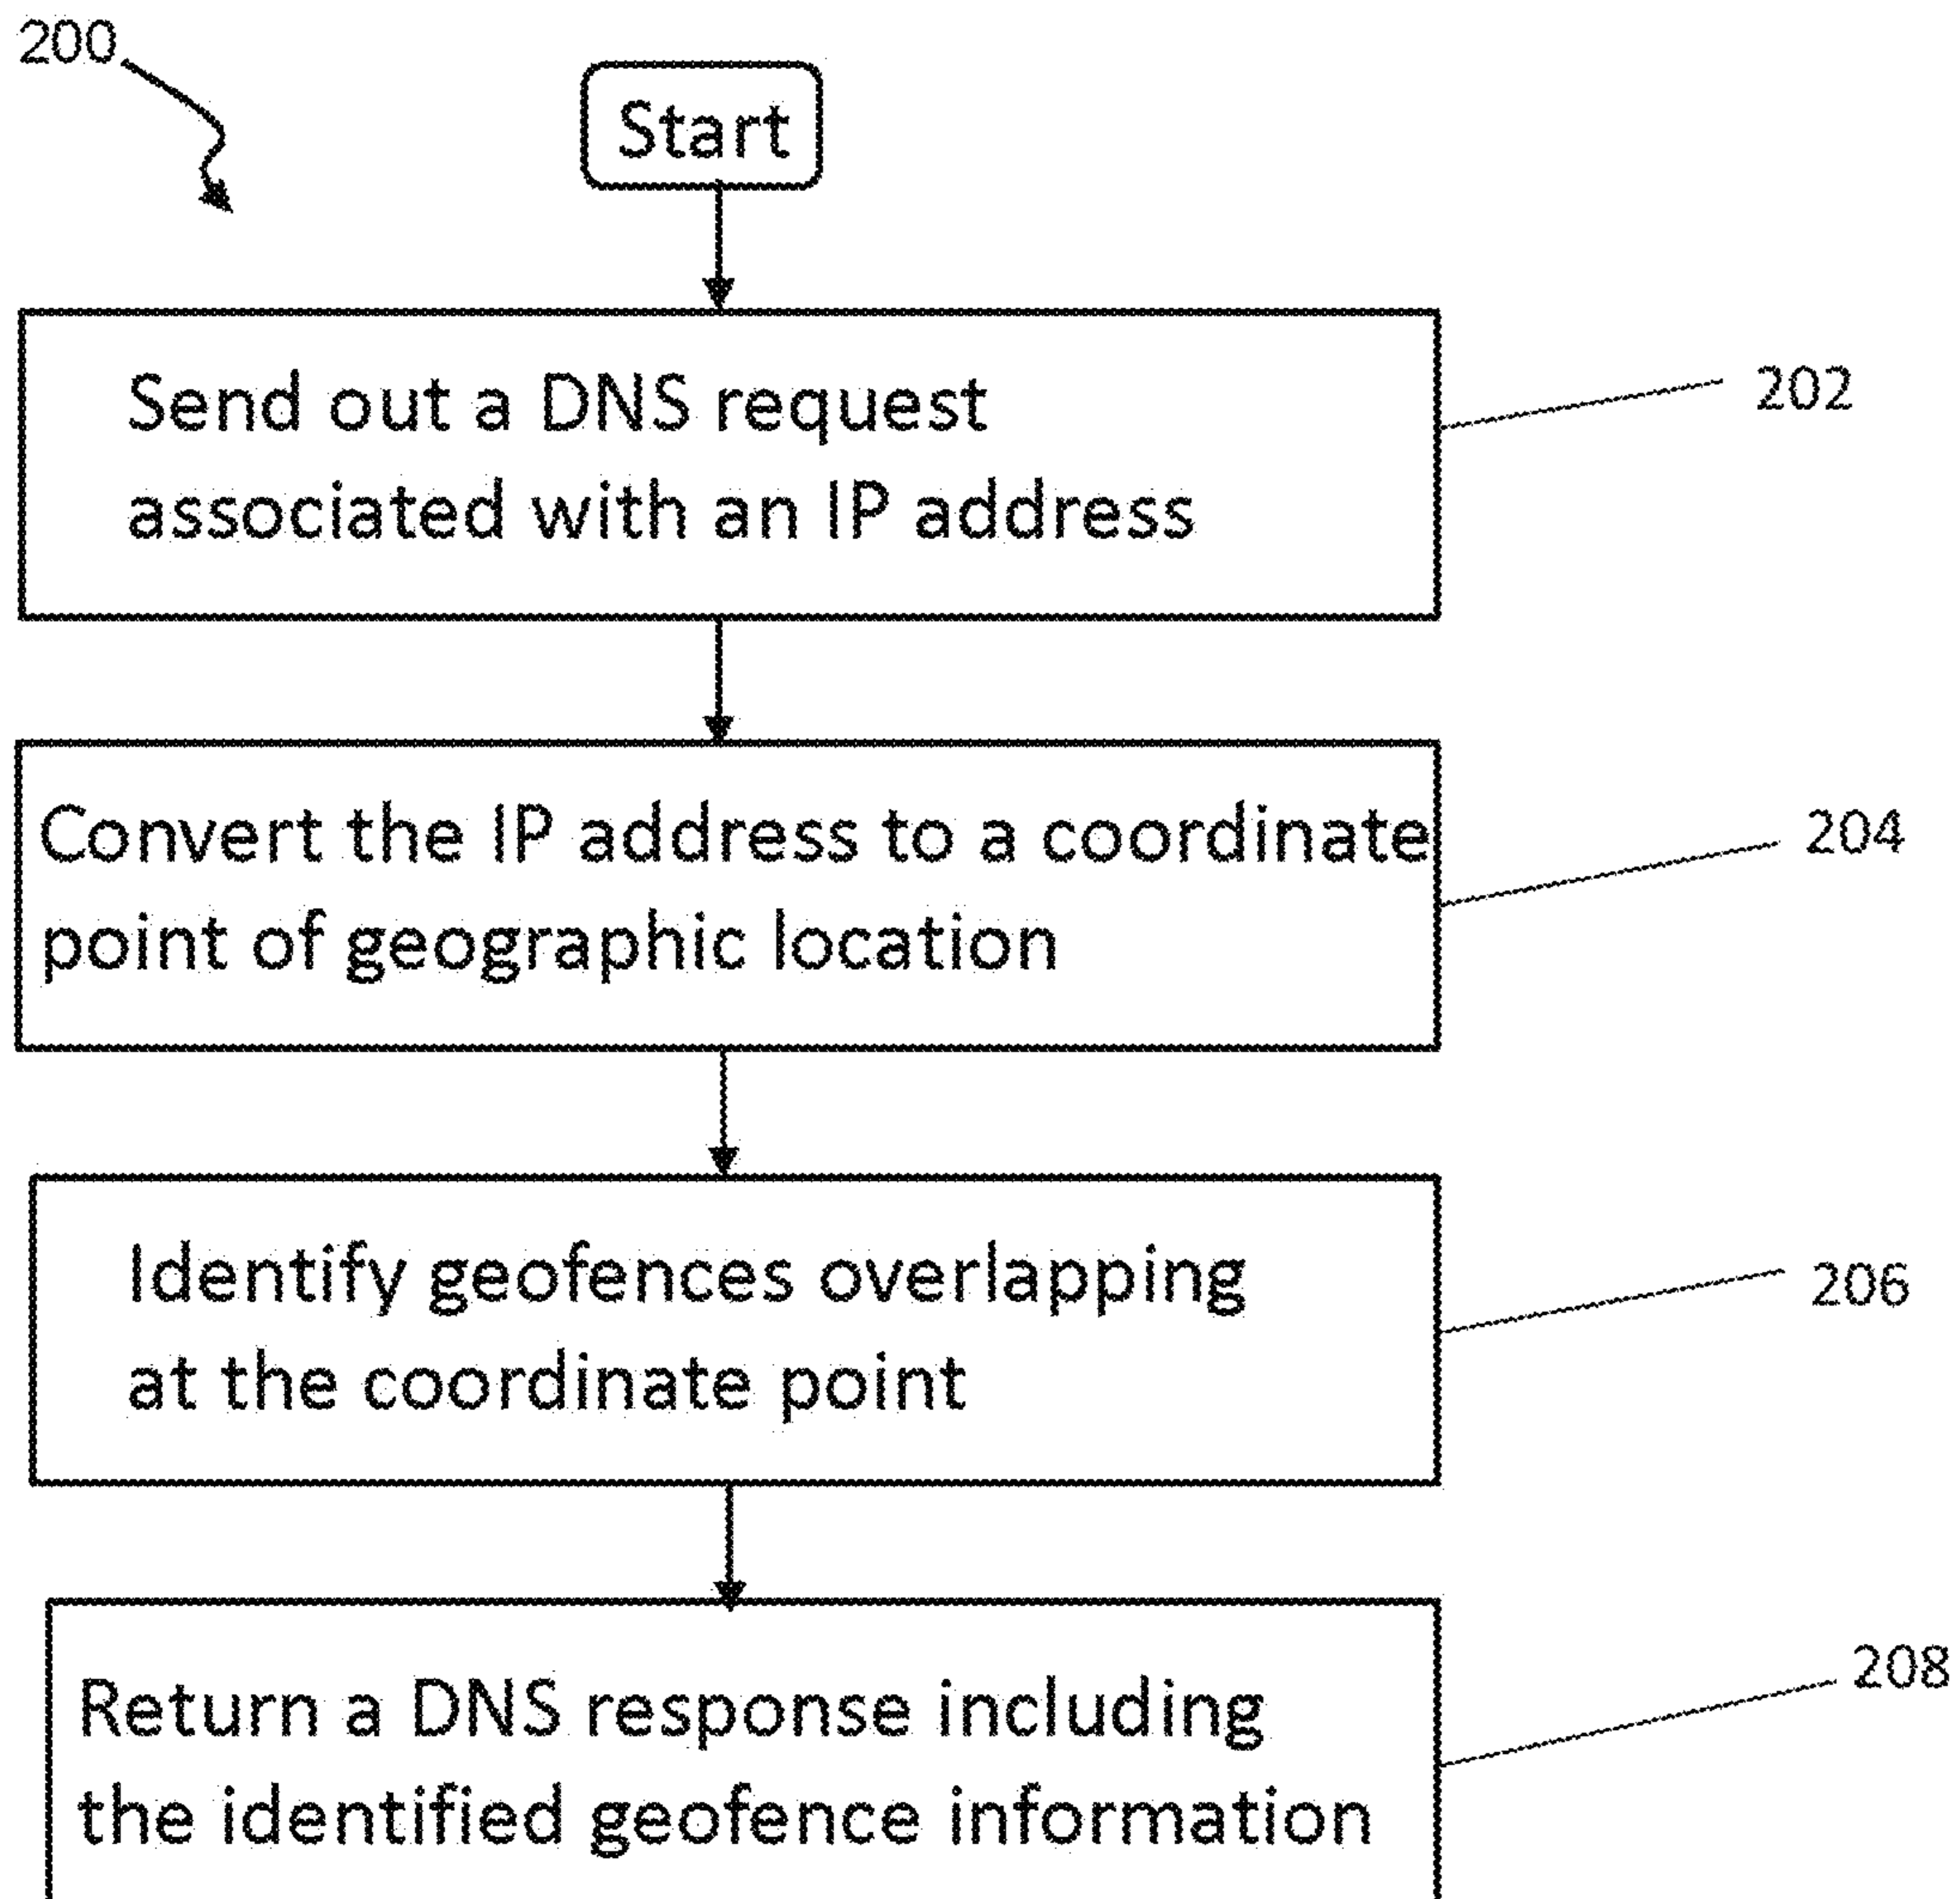 200
Start
Send out a DNS request
associated with an IP address
202
Convert the IP address to a coordinate
point of geographic location
204
Identify geofences overlapping
at the coordinate point
206
Return a DNS response including
the identified geofence information
208